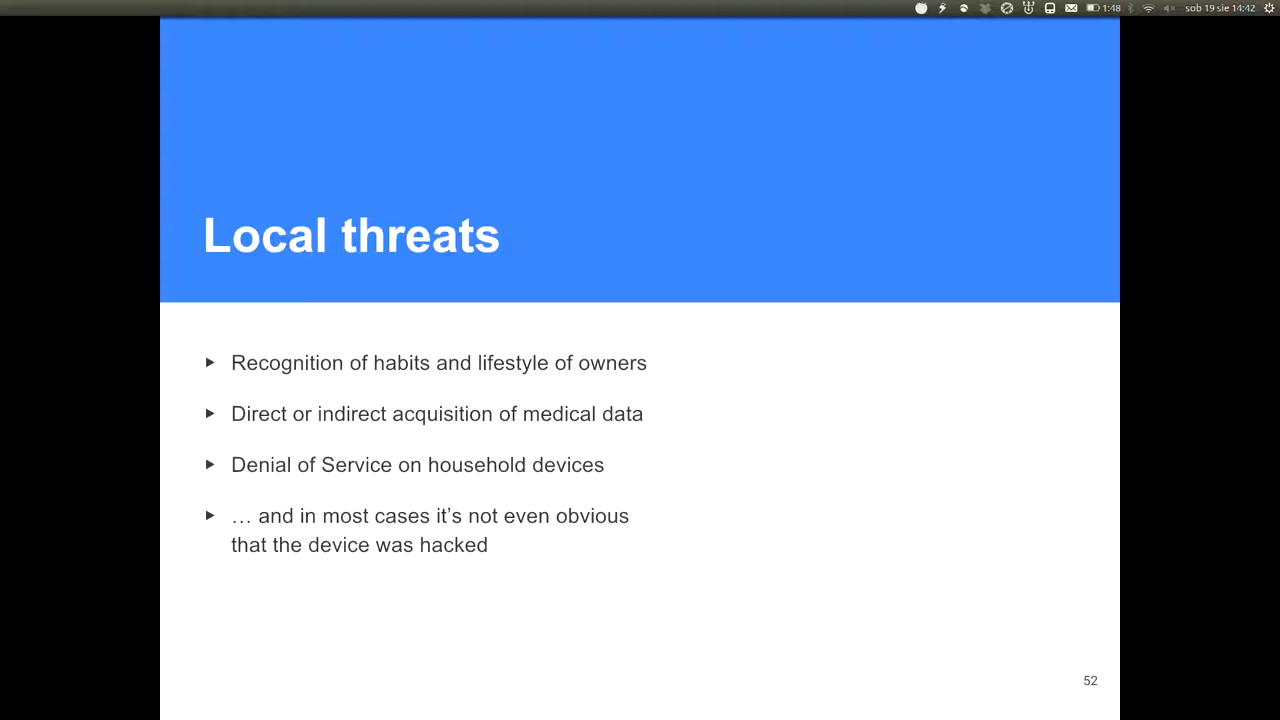 1:48 sob 19 sie 14:42
Local threats
Recognition of habits and lifestyle of owners
Direct or indirect acquisition of medical data
Denial of Service on household devices
… and in most cases it’s not even obvious
that the device was hacked
52